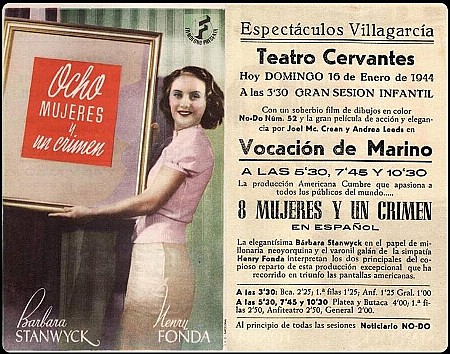 Ocho
MUJERES
y
un crimen
Barbara
STANWYCK
Henry
FONDA
Espectáculos Villagarcía
Teatro Cervantes
Hoy DOMINGO 16 de Enero de 1944
A las 3'30 GRAN SESION INFANTIL
Con un soberbio film de dibujos en color
No-Do Núm. 52 y la gran película de acción y elegan-
cia por Joel Mc. Crean y Andrea Leeds en
Vocación de Marino
A LAS 5'30, 7'45 Y 10'30
La producción Americana Cumbre que apasiona a
todos los públicos del mundo.....
8 MUJERES Y UN CRIMEN
EN ESPAÑOL
La elegantísima Bárbara Stanwyck en el papel de mi-
llonaria neoyorquina y el varonil galán de la simpatía
Henry Fonda interpretan los dos principales del co-
pioso reparto de esta producción excepcional que ha
recorrido en triunfo las pantallas americanas.
A las 3'30: Bca. 2'25; 1.ª filas 1'25; Anf. 1'25 Gral. 1'00
A las 5'30, 7'45 y 10'30 Platea y Butaca 4'00; 1.ª fi-
las 2'50, Anfiteatro 2'50, General 2'00.
Al principio de todas las sesiones Noticiario NO-DO